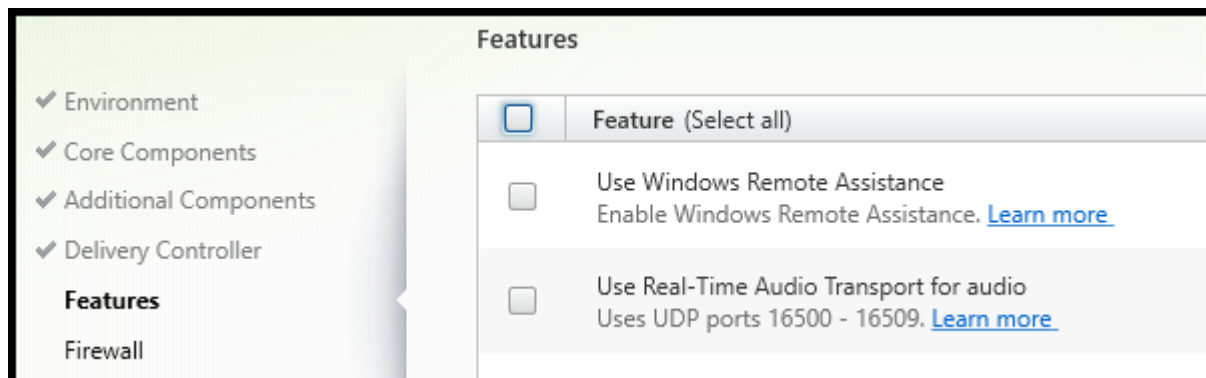 Features
Environment
Core Components
Additional Components
Delivery Controller
Features
Firewall
Feature (Select all)
Use Windows Remote Assistance
Enable Windows Remote Assistance. Learn more
Use Real-Time Audio Transport for audio
Uses UDP ports 16500 - 16509. Learn more